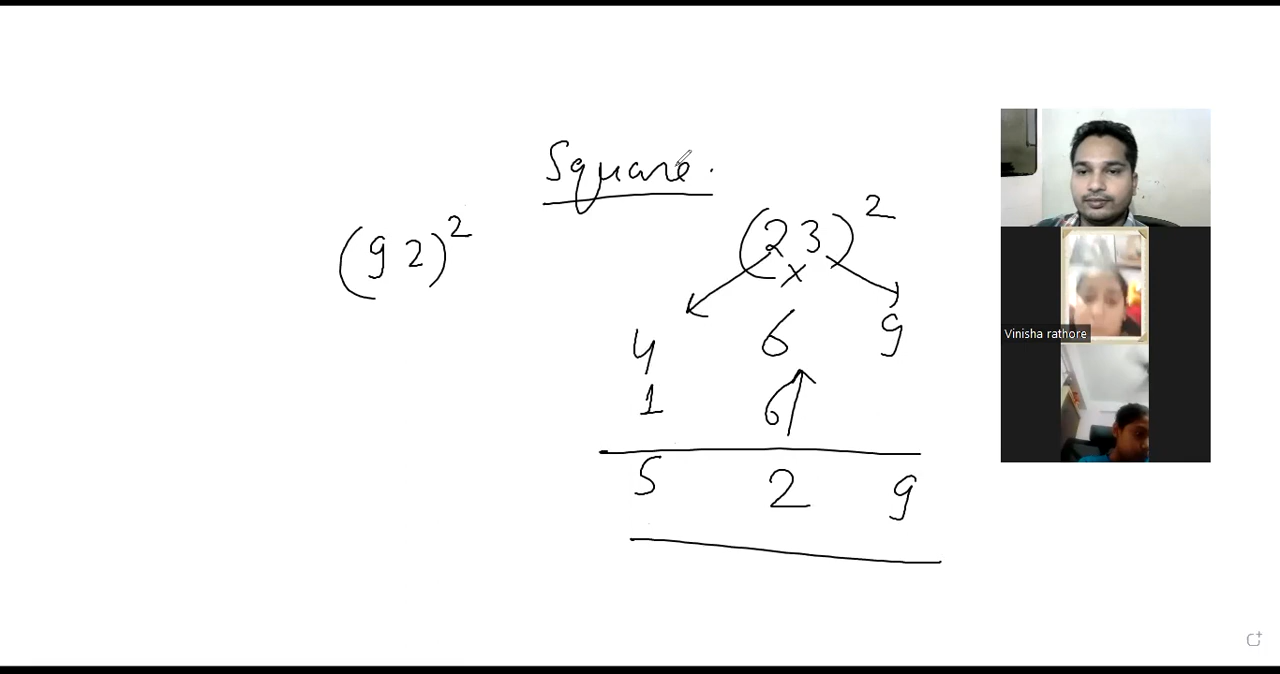 Square.
(92)²
(23)²
×
4 6 9
1 6
5 2 9
Vinisha rathore